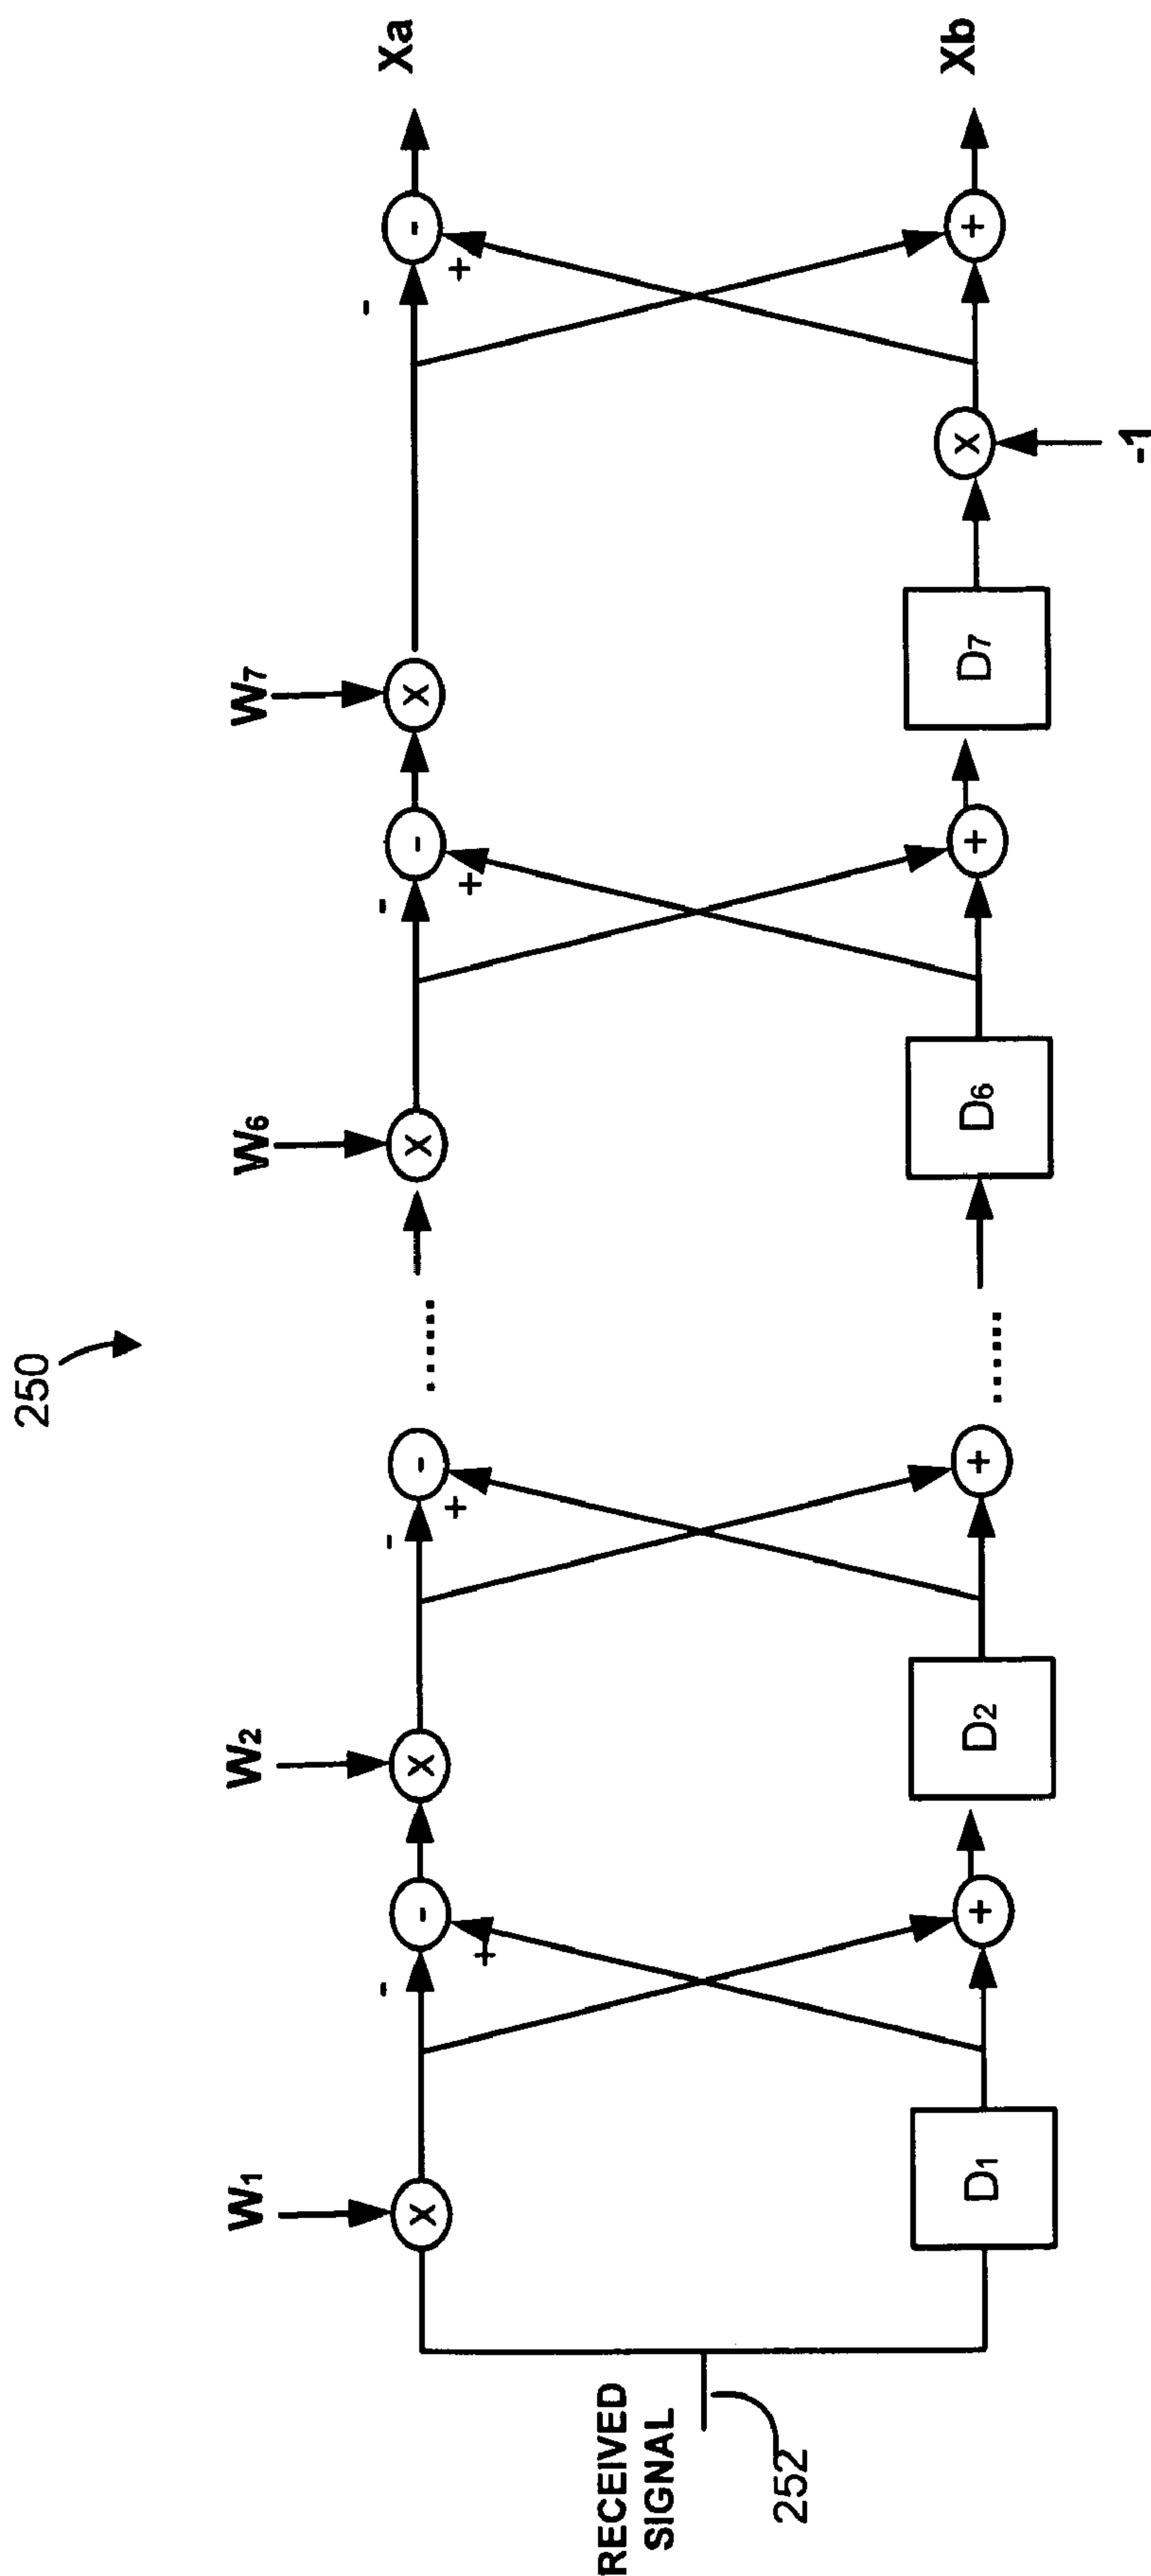 250
RECEIVED
SIGNAL
252
W1
W2
W6
W7
X
X
X
X
-
-
-
-
-
-
-
-
+
+
+
+
Xa
......
......
D1
D2
D6
D7
+
+
+
+
X
-1
Xb